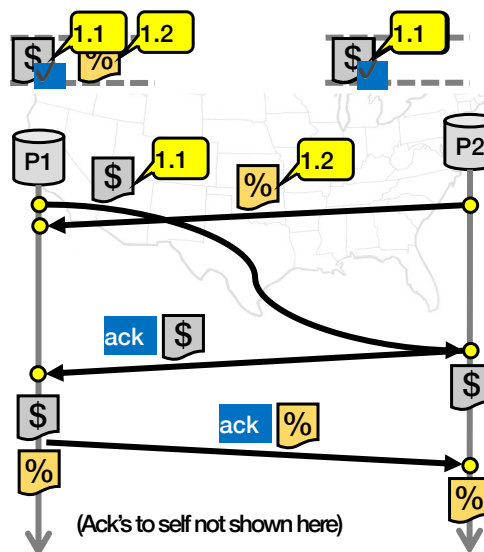 $ 1.1 % 1.2
$ 1.1
P1
P2
$ 1.1
% 1.2
ack $
$
$
ack %
%
%
(Ack's to self not shown here)